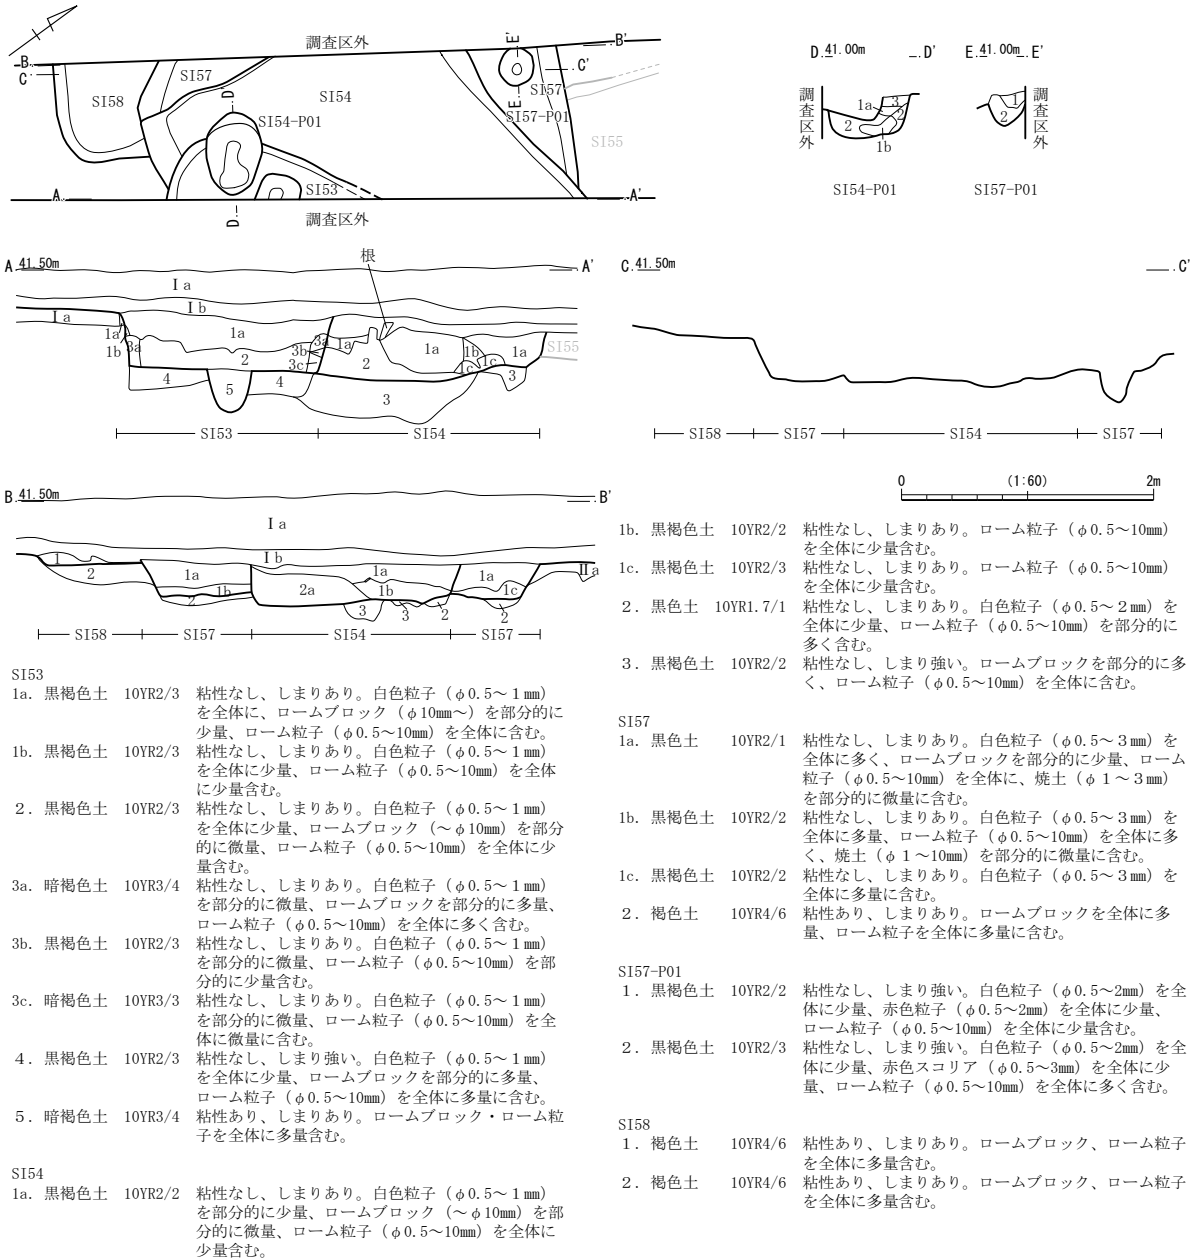 調査区外
B
B'
C
C'
E'
E
SI57
SI58
SI54
D
SI54-P01
SI57
SI57-P01
SI55
SI53
A
A'
D
調査区外
D 41.00m D'
E 41.00m E'
調査区外
調査区外
1a
3
2
2
1b
1
2
SI54-P01
SI57-P01
A 41.50m A'
根
Ⅰa
Ⅰb
Ⅰa
1a
1a
1b
3a
2
3a
3b
3c
1a
2
1a
1b
1c
1c
1a
3
SI55
4
5
4
3
SI53
SI54
C 41.50m C'
SI58
SI57
SI54
SI57
B 41.50m B'
Ⅰa
Ⅰb
1
2
1a
1b
2
2a
1a
1b
3
3
2
1a
1c
2
Ⅱa
SI58
SI57
SI54
SI57
0 (1:60) 2m
SI53
1a. 黒褐色土 10YR2/3 粘性なし、しまりあり。白色粒子（φ0.5～1㎜）
を全体に、ロームブロック（φ10㎜～）を部分的に
少量、ローム粒子（φ0.5～10㎜）を全体に含む。
1b. 黒褐色土 10YR2/3 粘性なし、しまりあり。白色粒子（φ0.5～1㎜）
を全体に少量、ローム粒子（φ0.5～10㎜）を全体
に少量含む。
2. 黒褐色土 10YR2/3 粘性なし、しまりあり。白色粒子（φ0.5～1㎜）
を全体に少量、ロームブロック（～φ10㎜）を部分
的に微量、ローム粒子（φ0.5～10㎜）を全体に少
量含む。
3a. 暗褐色土 10YR3/4 粘性なし、しまりあり。白色粒子（φ0.5～1㎜）
を部分的に微量、ロームブロックを部分的に多量、
ローム粒子（φ0.5～10㎜）を全体に多く含む。
3b. 黒褐色土 10YR2/3 粘性なし、しまりあり。白色粒子（φ0.5～1㎜）
を部分的に微量、ローム粒子（φ0.5～10㎜）を部
分的に少量含む。
3c. 暗褐色土 10YR3/3 粘性なし、しまりあり。白色粒子（φ0.5～1㎜）
を部分的に微量、ローム粒子（φ0.5～10㎜）を全
体に微量に含む。
4. 黒褐色土 10YR2/3 粘性なし、しまり強い。白色粒子（φ0.5～1㎜）
を全体に少量、ロームブロックを部分的に多量、
ローム粒子（φ0.5～10㎜）を全体に多量に含む。
5. 暗褐色土 10YR3/4 粘性あり、しまりあり。ロームブロック・ローム粒
子を全体に多量含む。
SI54
1a. 黒褐色土 10YR2/2 粘性なし、しまりあり。白色粒子（φ0.5～1㎜）
を部分的に少量、ロームブロック（～φ10㎜）を部
分的に微量、ローム粒子（φ0.5～10㎜）を全体に
少量含む。
1b. 黒褐色土 10YR2/2 粘性なし、しまりあり。ローム粒子（φ0.5～10㎜）
を全体に少量含む。
1c. 黒褐色土 10YR2/3 粘性なし、しまりあり。ローム粒子（φ0.5～10㎜）
を全体に少量含む。
2. 黒色土 10YR1.7/1 粘性なし、しまりあり。白色粒子（φ0.5～2㎜）を
全体に少量、ローム粒子（φ0.5～10㎜）を部分的に
多く含む。
3. 黒褐色土 10YR2/2 粘性なし、しまり強い。ロームブロックを部分的に多
く、ローム粒子（φ0.5～10㎜）を全体に含む。
SI57
1a. 黒色土 10YR2/1 粘性なし、しまりあり。白色粒子（φ0.5～3㎜）を
全体に多く、ロームブロックを部分的に少量、ローム
粒子（φ0.5～10㎜）を全体に、焼土（φ1～3㎜）
を部分的に微量に含む。
1b. 黒褐色土 10YR2/2 粘性なし、しまりあり。白色粒子（φ0.5～3㎜）を
全体に多量、ローム粒子（φ0.5～10㎜）を全体に多
く、焼土（φ1～10㎜）を部分的に微量に含む。
1c. 黒褐色土 10YR2/2 粘性なし、しまりあり。白色粒子（φ0.5～3㎜）を
全体に多量に含む。
2. 褐色土 10YR4/6 粘性あり、しまりあり。ロームブロックを全体に多
量、ローム粒子を全体に多量に含む。
SI57-P01
1. 黒褐色土 10YR2/2 粘性なし、しまり強い。白色粒子（φ0.5～2㎜）を全
体に少量、赤色粒子（φ0.5～2㎜）を全体に少量、
ローム粒子（φ0.5～10㎜）を全体に少量含む。
2. 黒褐色土 10YR2/3 粘性なし、しまり強い。白色粒子（φ0.5～2㎜）を全
体に少量、赤色スコリア（φ0.5～3㎜）を全体に少
量、ローム粒子（φ0.5～10㎜）を全体に多く含む。
SI58
1. 褐色土 10YR4/6 粘性あり、しまりあり。ロームブロック、ローム粒子
を全体に多量含む。
2. 褐色土 10YR4/6 粘性あり、しまりあり。ロームブロック、ローム粒子
を全体に多量含む。